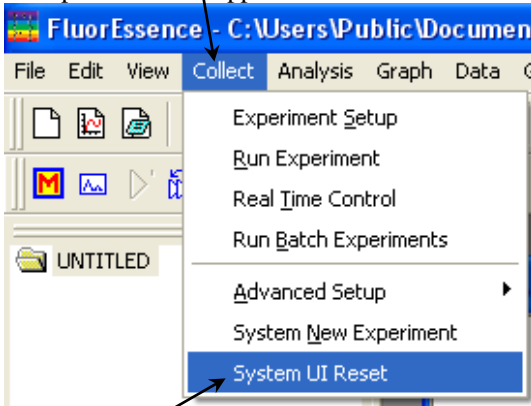 FluorEssence - C:\Users\Public\Documen
File Edit View Collect Analysis Graph Data
Experiment Setup
Run Experiment
Real Time Control
Run Batch Experiments
UNTITLED
Advanced Setup
System New Experiment
System UI Reset